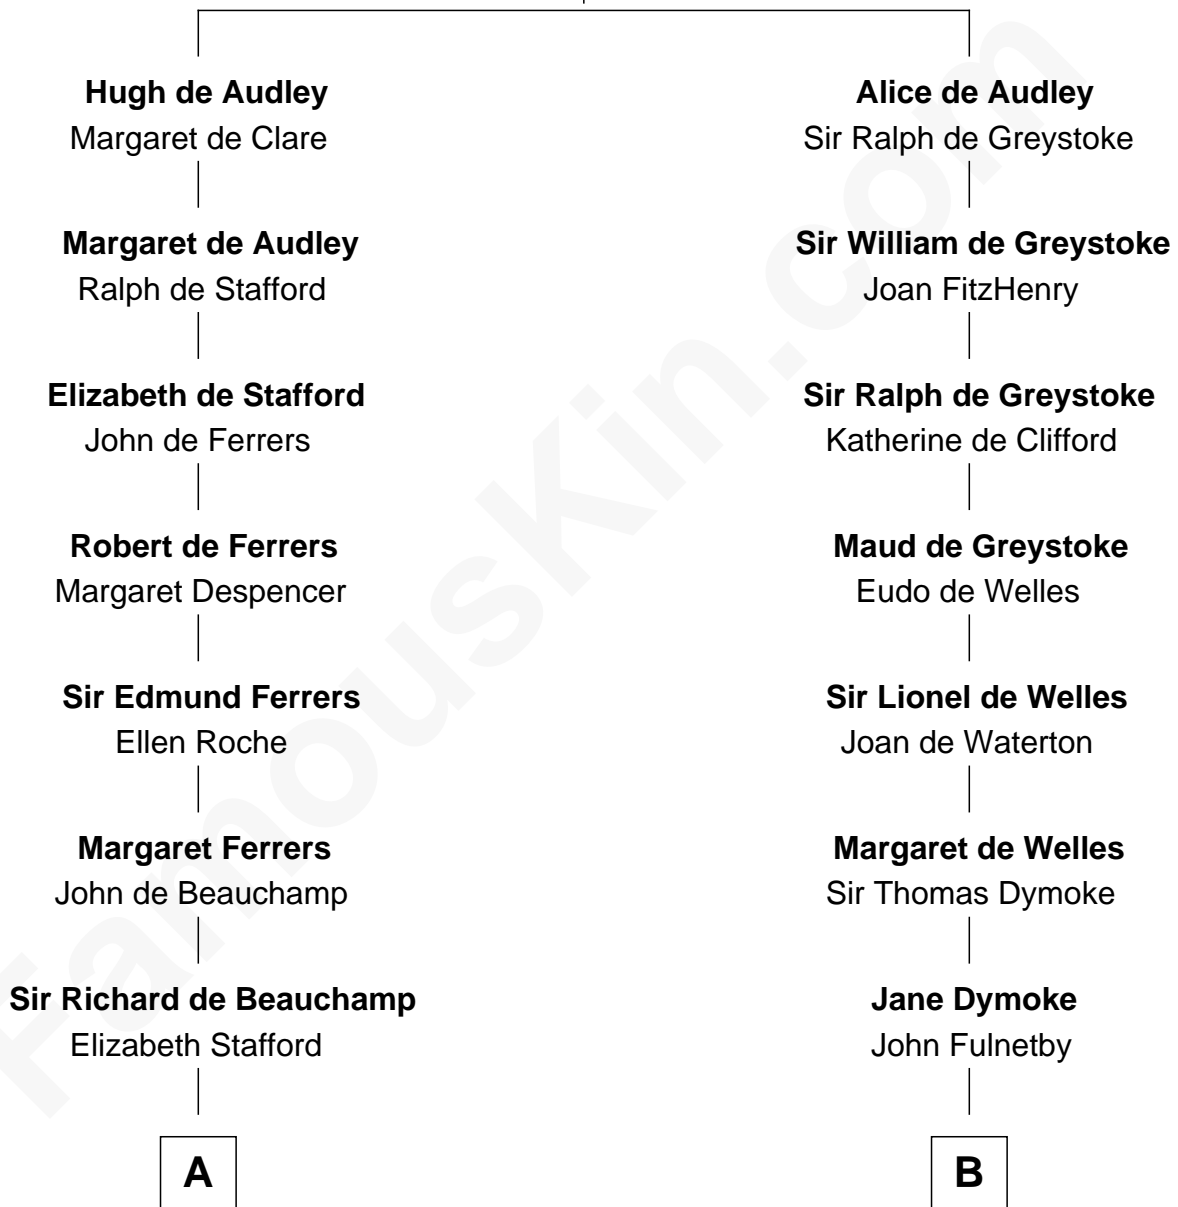 Hugh de Audley
Margaret de Clare
Margaret de Audley
Ralph de Stafford
Elizabeth de Stafford
John de Ferrers
Robert de Ferrers
Margaret Despencer
Sir Edmund Ferrers
Ellen Roche
Margaret Ferrers
John de Beauchamp
Sir Richard de Beauchamp
Elizabeth Stafford
A
Alice de Audley
Sir Ralph de Greystoke
Sir William de Greystoke
Joan FitzHenry
Sir Ralph de Greystoke
Katherine de Clifford
Maud de Greystoke
Eudo de Welles
Sir Lionel de Welles
Joan de Waterton
Margaret de Welles
Sir Thomas Dymoke
Jane Dymoke
John Fulnetby
B
FamousKin.com